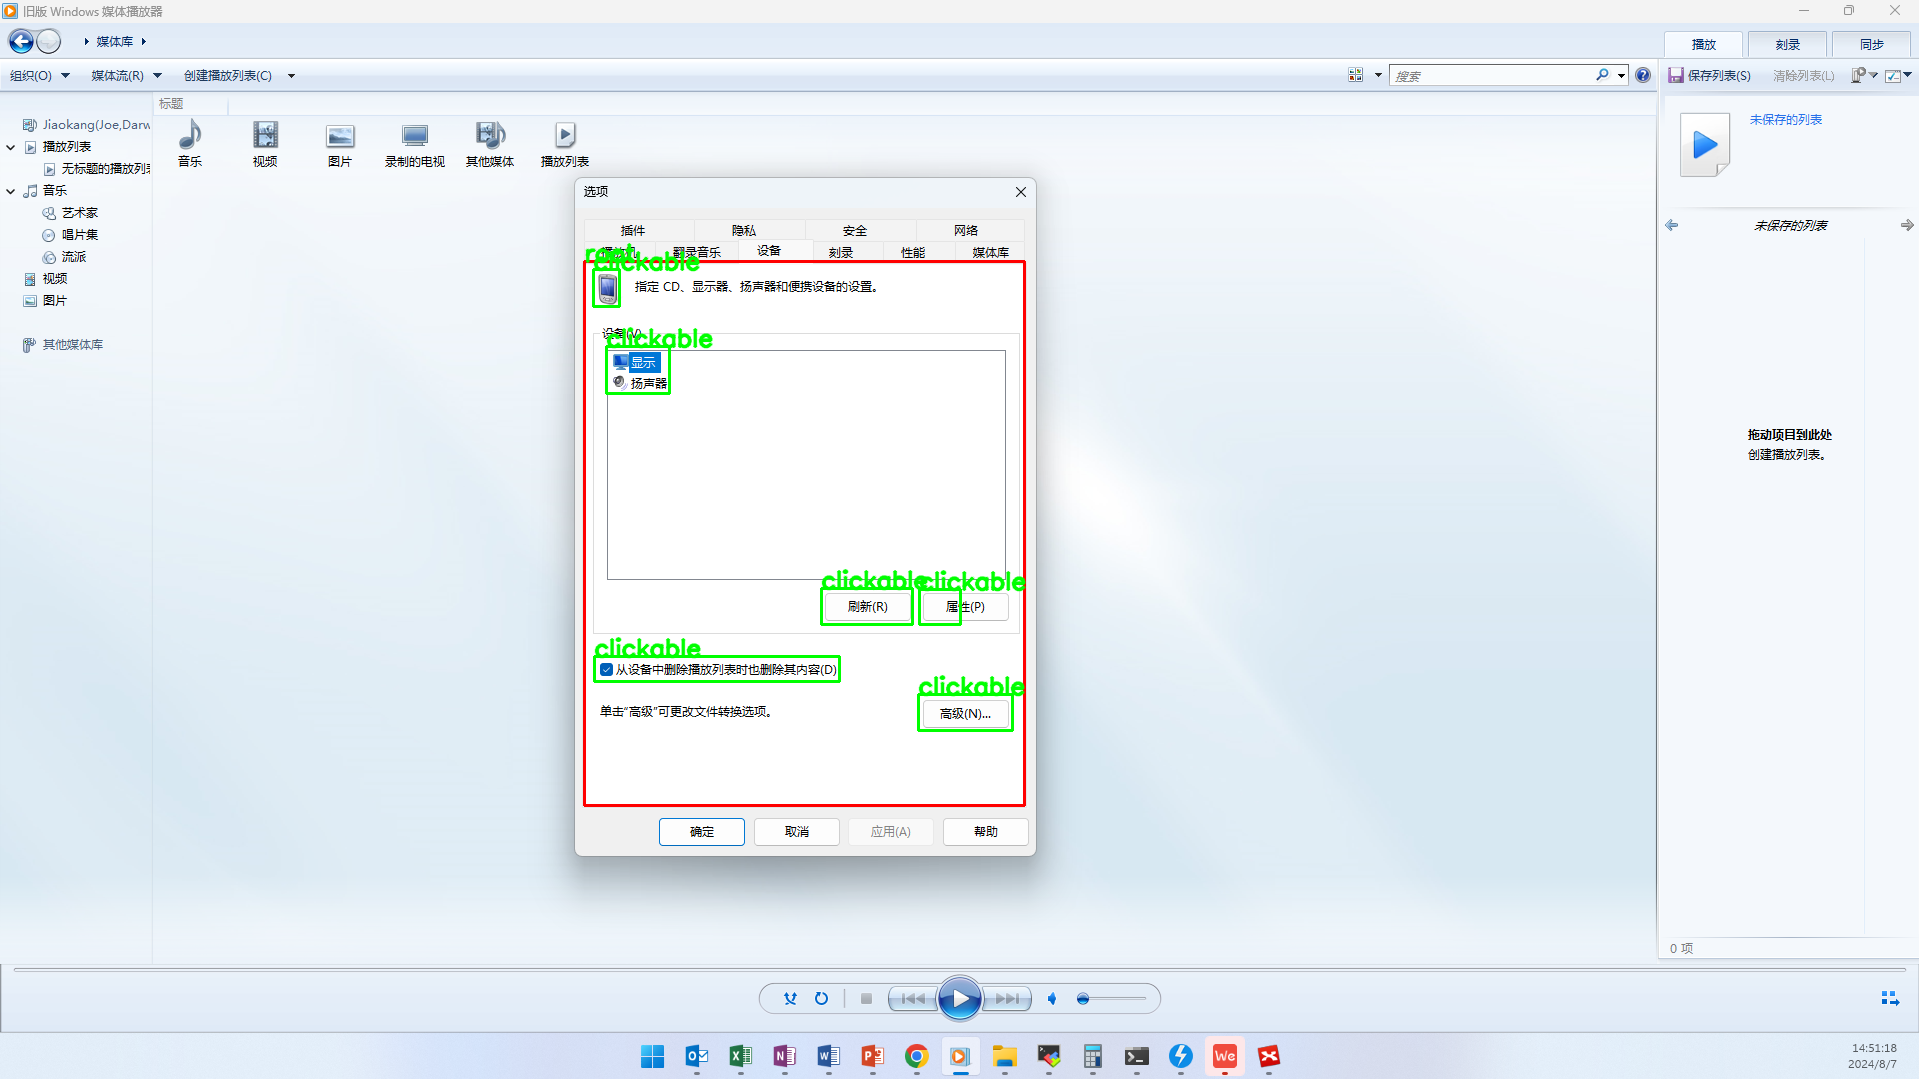 旧版 Windows 媒体播放器
媒体库
播放
刻录
同步
组织(O)
媒体流(R)
创建播放列表(C)
搜索
保存列表(S)
清除列表(L)
标题
Jiaokang(Joe,Darw
播放列表
无标题的播放列表
音乐
艺术家
唱片集
流派
视频
图片
其他媒体库
音乐
视频
图片
录制的电视
其他媒体
播放列表
未保存的列表
未保存的列表
拖动项目到此处
创建播放列表。
0 项
选项
插件
隐私
安全
网络
翻录音乐
设备
刻录
性能
媒体库
clickable
指定 CD、显示器、扬声器和便携设备的设置。
设备(V)
clickable
显示
扬声器
clickable
clickable
刷新(R)
属性(P)
clickable
从设备中删除播放列表时也删除其内容(D)
clickable
单击“高级”可更改文件转换选项。
高级(N)...
确定
取消
应用(A)
帮助
14:51:18
2024/8/7